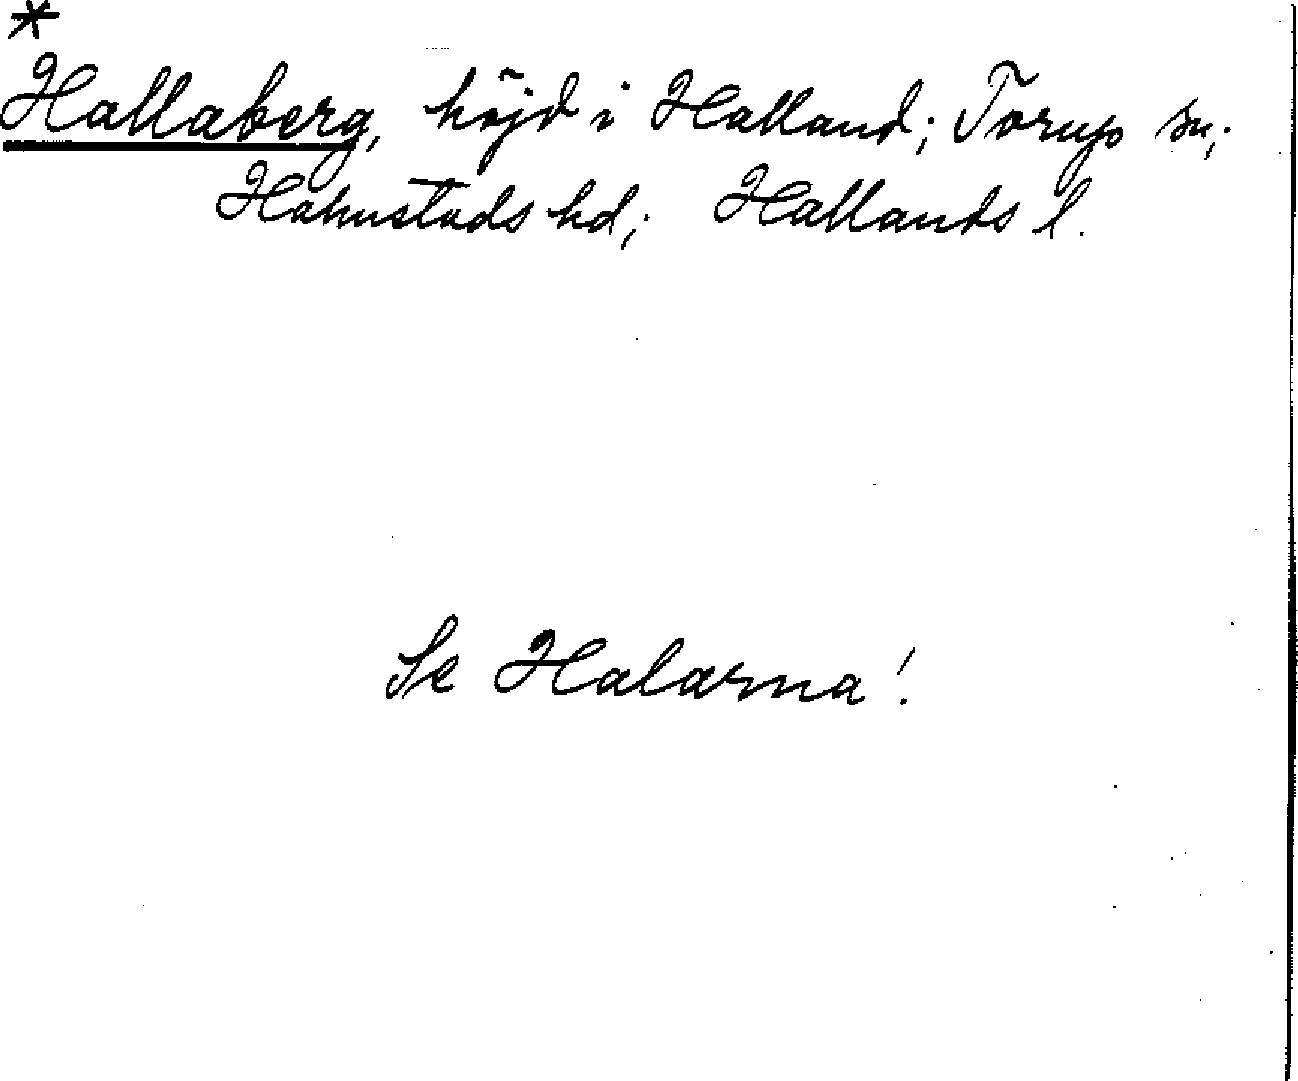 *
Hallaberg, höjd i Halland; Torup sn;
Halmstads hd; Hallands l.
Se Halarna!